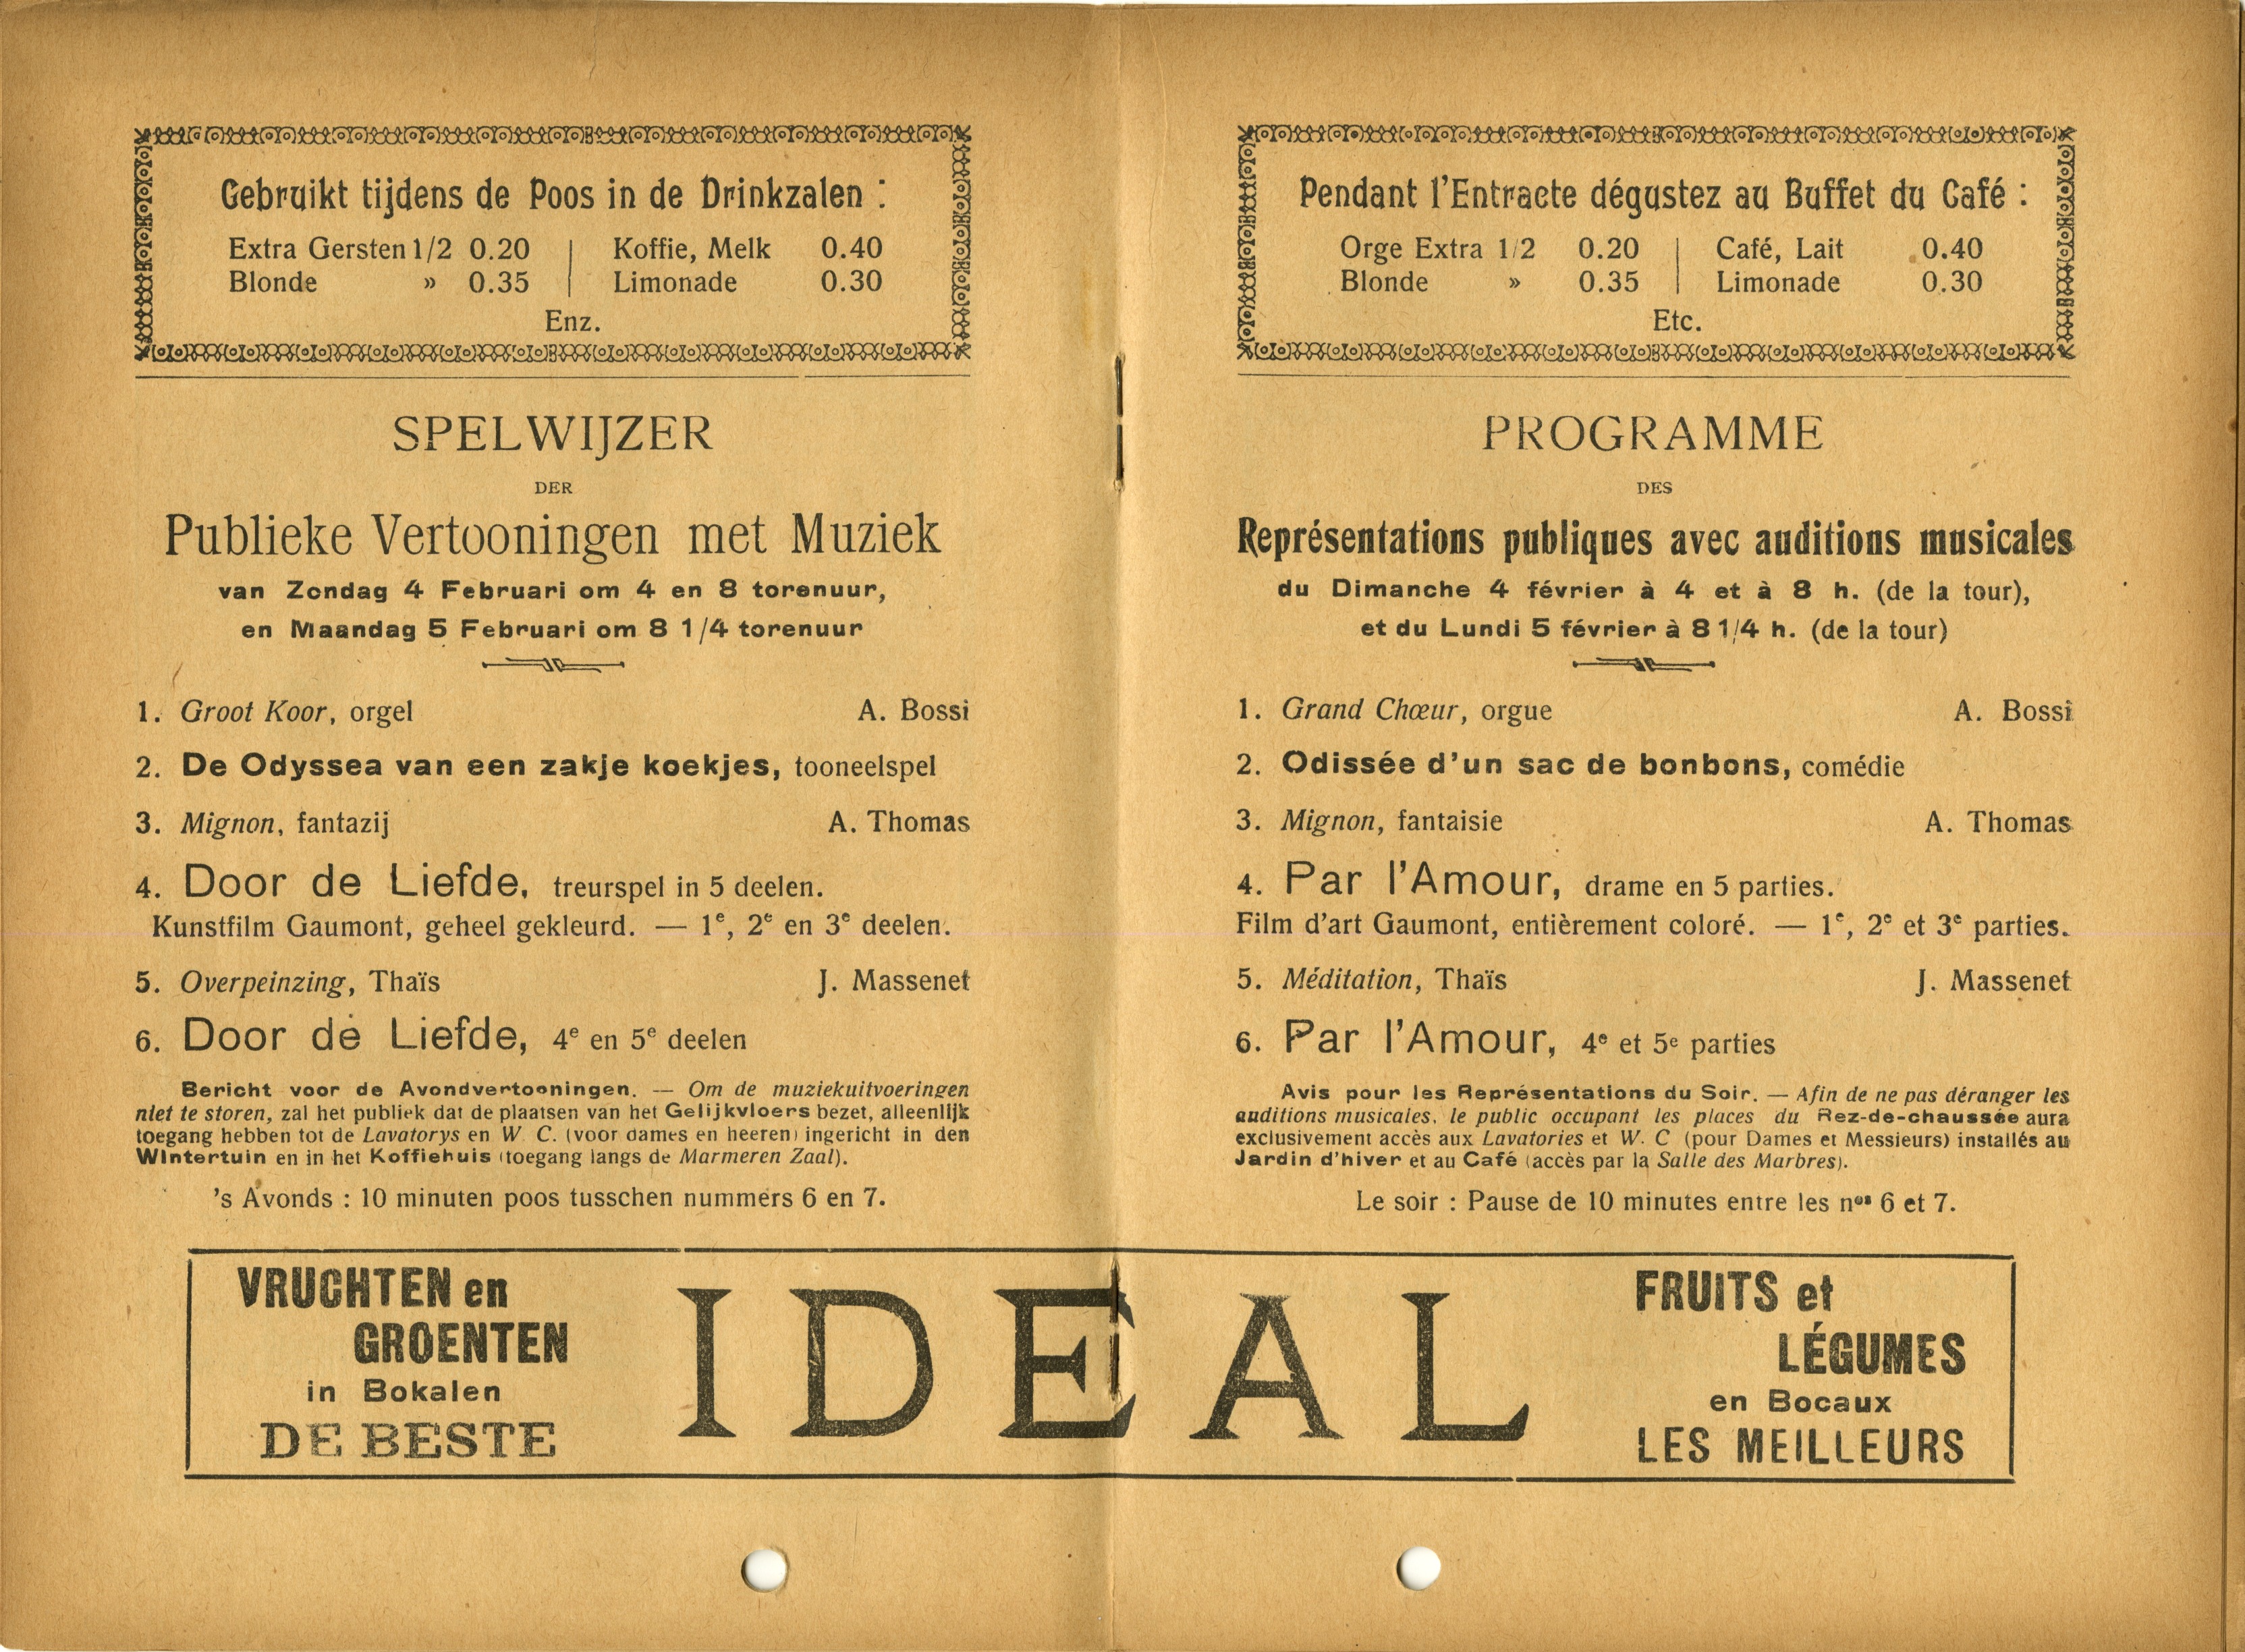 Gebruikt tijdens de Poos in de Drinkzalen :
Extra Gersten 1/2 0.20 | Koffie, Melk 0.40
Blonde » 0.35 | Limonade 0.30
Enz.
SPELWIJZER
DER
Publieke Vertooningen met Muziek
van Zondag 4 Februari om 4 en 8 torenuur,
en Maandag 5 Februari om 8 1/4 torenuur
1. Groot Koor, orgel A. Bossi
2. De Odyssea van een zakje koekjes, tooneelspel
3. Mignon, fantazij A. Thomas
4. Door de Liefde, treurspel in 5 deelen.
Kunstfilm Gaumont, geheel gekleurd. — 1e, 2e en 3e deelen.
5. Overpeinzing, Thaïs J. Massenet
6. Door de Liefde, 4e en 5e deelen
Bericht voor de Avondvertooningen. — Om de muziekuitvoeringen
niet te storen, zal het publiek dat de plaatsen van het Gelijkvloers bezet, alleenlijk
toegang hebben tot de Lavatorys en W. C. (voor dames en heeren) ingericht in den
Wintertuin en in het Koffiehuis (toegang langs de Marmeren Zaal).
's Avonds : 10 minuten poos tusschen nummers 6 en 7.
VRUCHTEN en
GROENTEN
in Bokalen
DE BESTE
IDEAL
Pendant l'Entracte dégustez au Buffet du Café :
Orge Extra 1/2 0.20 | Café, Lait 0.40
Blonde » 0.35 | Limonade 0.30
Etc.
PROGRAMME
DES
Représentations publiques avec auditions musicales
du Dimanche 4 février à 4 et à 8 h. (de la tour),
et du Lundi 5 février à 8 1/4 h. (de la tour)
1. Grand Chœur, orgue A. Bossi
2. Odissée d'un sac de bonbons, comédie
3. Mignon, fantaisie A. Thomas
4. Par l'Amour, drame en 5 parties.
Film d'art Gaumont, entièrement coloré. — 1e, 2e et 3e parties.
5. Méditation, Thaïs J. Massenet
6. Par l'Amour, 4e et 5e parties
Avis pour les Représentations du Soir. — Afin de ne pas déranger les
auditions musicales, le public occupant les places du Rez-de-chaussée aura
exclusivement accès aux Lavatories et W. C (pour Dames et Messieurs) installés au
Jardin d'hiver et au Café (accès par la Salle des Marbres).
Le soir : Pause de 10 minutes entre les nos 6 et 7.
FRUITS et
LÉGUMES
en Bocaux
LES MEILLEURS